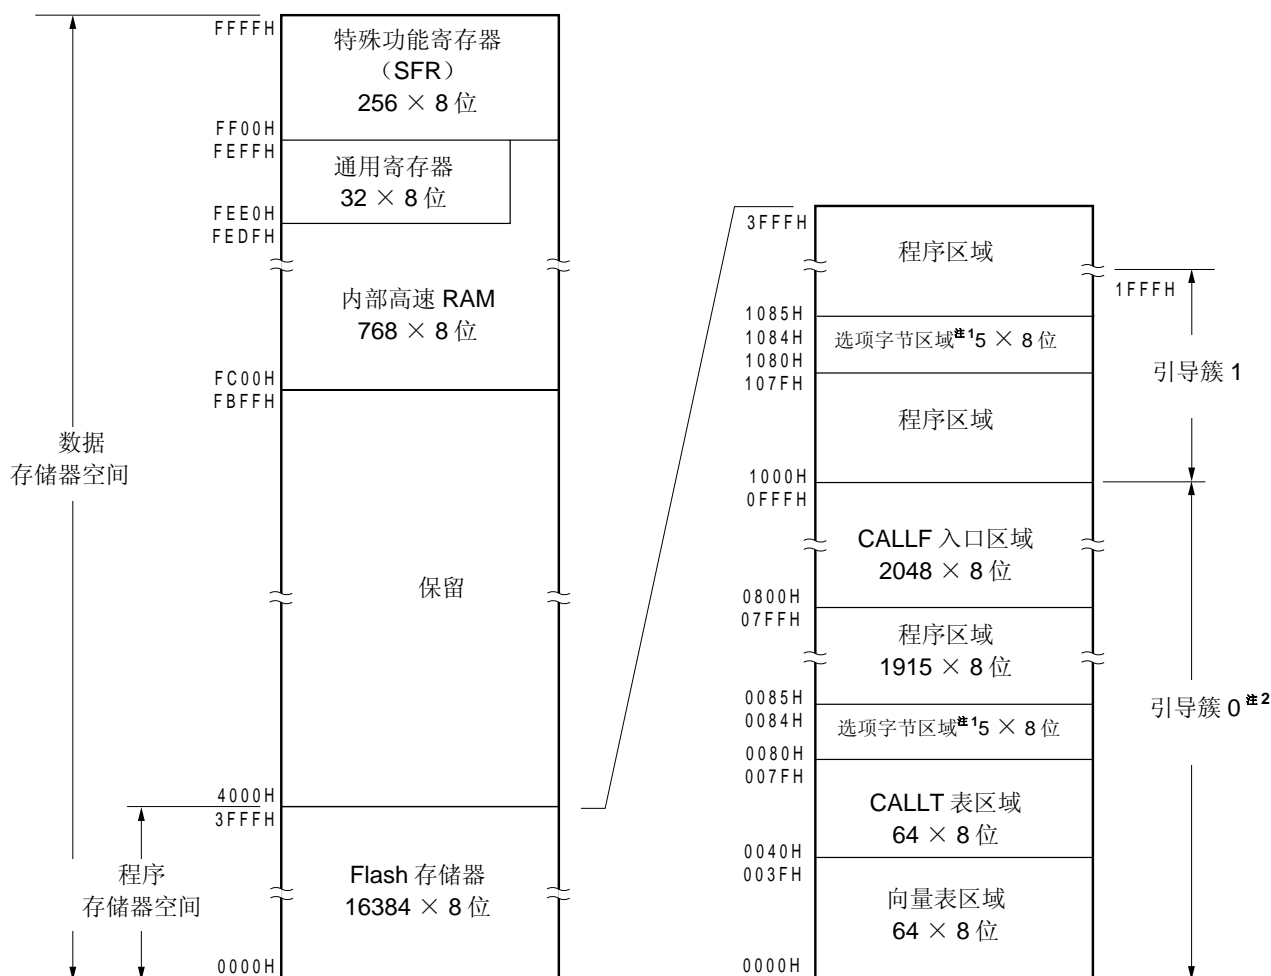 FFFFH
特殊功能寄存器
（SFR）
256 × 8 位
FF00H
FEFFH
通用寄存器
32 × 8 位
FEE0H
FEDFH
内部高速 RAM
768 × 8 位
FC00H
FBFFH
数据
存储器空间
保留
4000H
3FFFH
程序
存储器空间
Flash 存储器
16384 × 8 位
0000H
3FFFH
程序区域
1FFFH
1085H
1084H
选项字节区域注1 5 × 8 位
1080H
107FH
引导簇 1
程序区域
1000H
0FFFH
CALLF 入口区域
2048 × 8 位
0800H
07FFH
程序区域
1915 × 8 位
0085H
0084H
选项字节区域注1 5 × 8 位
引导簇 0 注2
0080H
007FH
CALLT 表区域
64 × 8 位
0040H
003FH
向量表区域
64 × 8 位
0000H